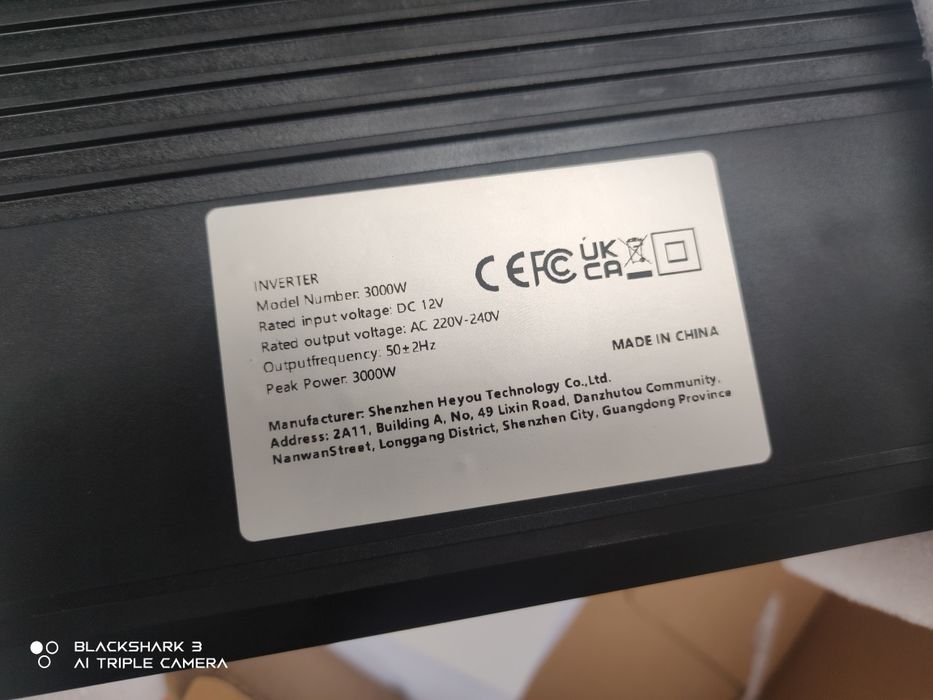 INVERTER
Model Number: 3000W
Rated input voltage: DC 12V
Rated output voltage: AC 220V-240V
Outputfrequency: 50±2Hz
Peak Power: 3000W
CE FC UK CA
MADE IN CHINA
Manufacturer: Shenzhen Heyou Technology Co.,Ltd.
Address: 2A11, Building A, No, 49 Lixin Road, Danzhutou Community,
NanwanStreet, Longgang District, Shenzhen City, Guangdong Province
BLACKSHARK 3
AI TRIPLE CAMERA